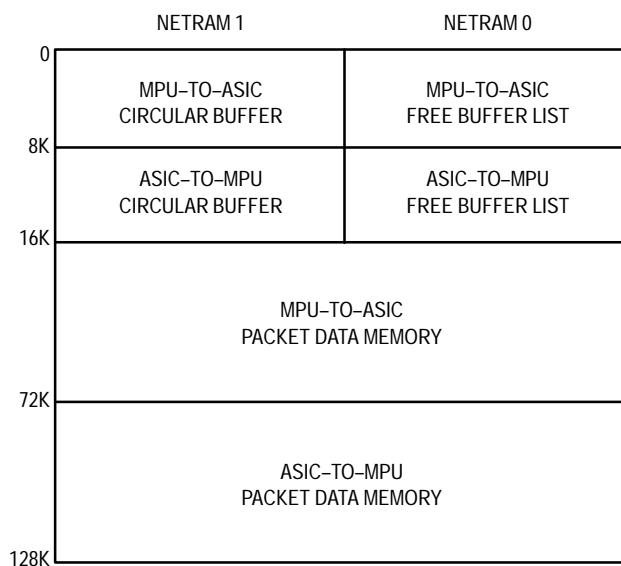 NETRAM 1 NETRAM 0
0
MPU–TO–ASIC MPU–TO–ASIC
CIRCULAR BUFFER FREE BUFFER LIST
8K
ASIC–TO–MPU ASIC–TO–MPU
CIRCULAR BUFFER FREE BUFFER LIST
16K
MPU–TO–ASIC
PACKET DATA MEMORY
72K
ASIC–TO–MPU
PACKET DATA MEMORY
128K